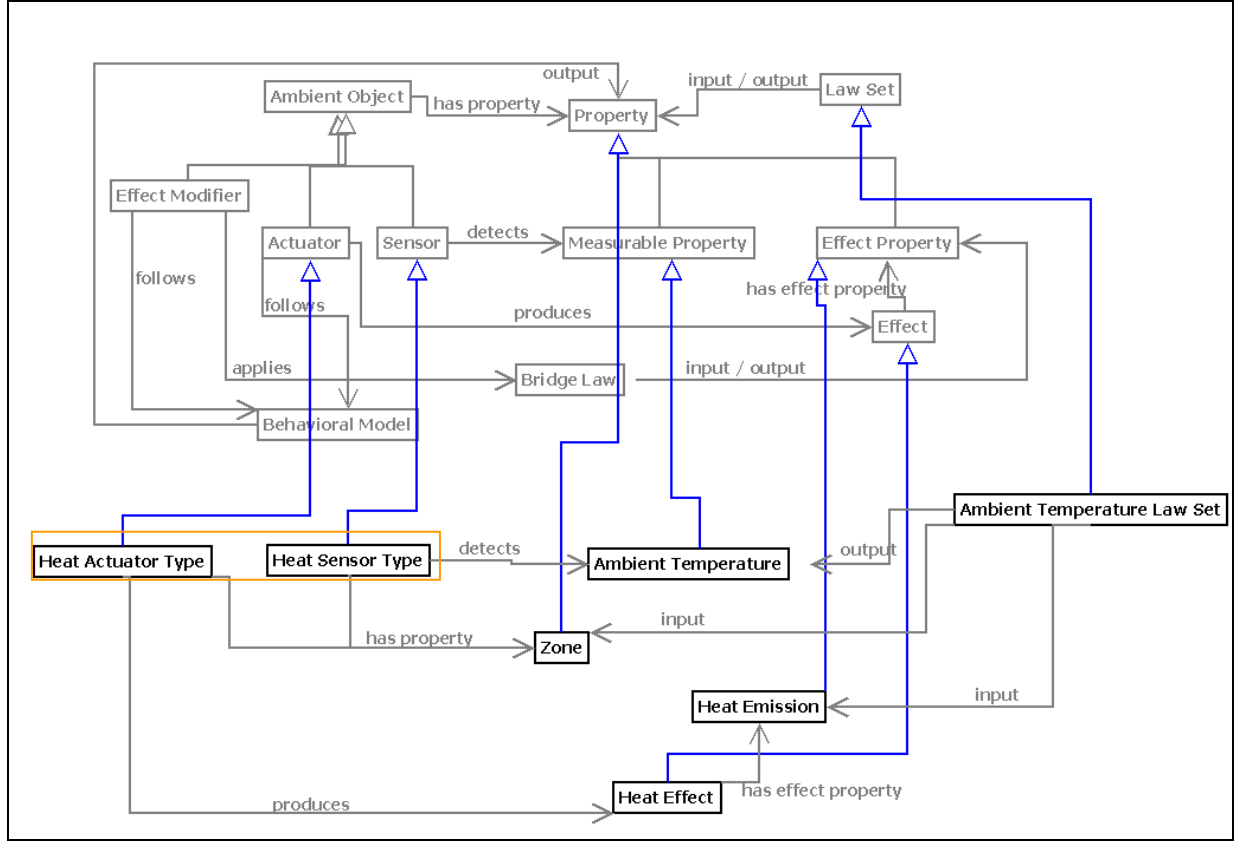 output
input / output
Ambient Object
has property
Property
Law Set
Effect Modifier
Actuator
Sensor
detects
Measurable Property
Effect Property
follows
has effect property
follows
produces
Effect
applies
Bridge Law
input / output
Behavioral Model
Ambient Temperature Law Set
Heat Actuator Type
Heat Sensor Type
detects
Ambient Temperature
output
has property
Zone
input
Heat Emission
input
produces
Heat Effect
has effect property